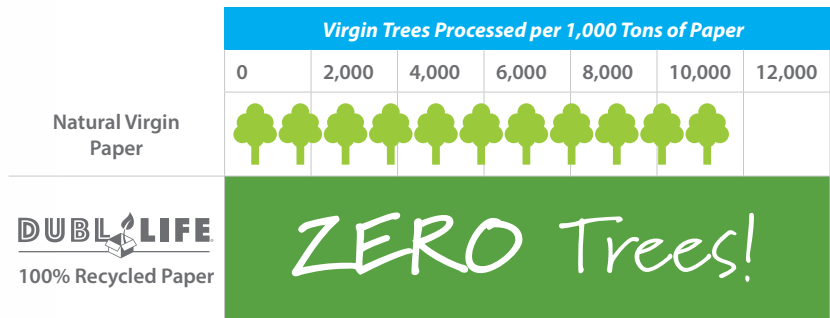 Virgin Trees Processed per 1,000 Tons of Paper
0 2,000 4,000 6,000 8,000 10,000 12,000
Natural Virgin
Paper
DUBL LIFE
ZERO Trees!
100% Recycled Paper